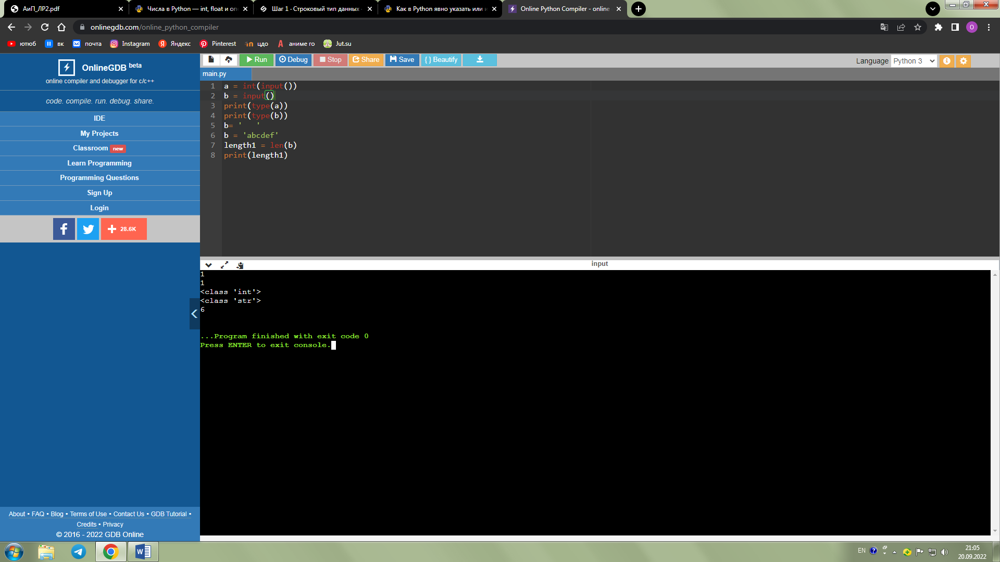 АиП_ЛР2.pdf
Числа в Python — int, float и оп
Шаг 1 · Строковый тип данных
Как в Python явно указать или и
Online Python Compiler - online
onlinegdb.com/online_python_compiler
ютюб
вк
почта
Instagram
Яндекс
Pinterest
цдо
аниме го
Jut.su
O
OnlineGDB beta
online compiler and debugger for c/c++
code. compile. run. debug. share.
IDE
My Projects
Classroom new
Learn Programming
Programming Questions
Sign Up
Login
28.6K
About • FAQ • Blog • Terms of Use • Contact Us • GDB Tutorial •
Credits • Privacy
© 2016 - 2022 GDB Online
Run
Debug
Stop
Share
Save
{ } Beautify
Language Python 3
main.py
1 a = int(input())
2 b = input()
3 print(type(a))
4 print(type(b))
5 b= '   '
6 b = 'abcdef'
7 length1 = len(b)
8 print(length1)
input
1
1
<class 'int'>
<class 'str'>
6
...Program finished with exit code 0
Press ENTER to exit console.
EN
21:05
20.09.2022